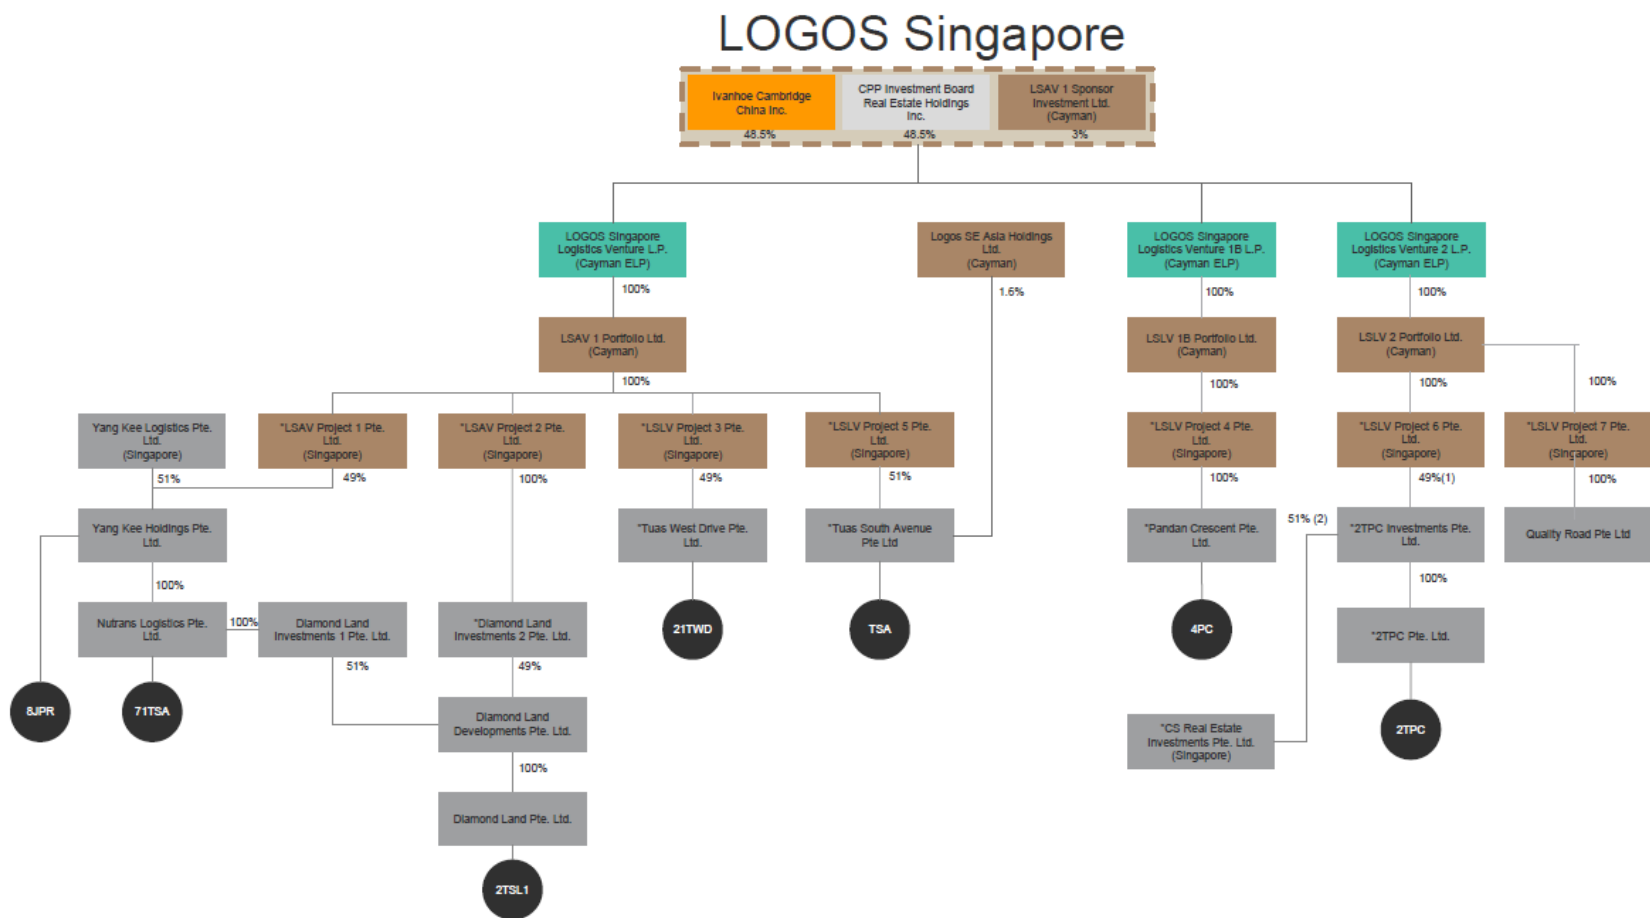 LOGOS Singapore
Ivanhoe Cambridge
China Inc.
48.5%
CPP Investment Board
Real Estate Holdings
Inc.
48.5%
LSAV 1 Sponsor
Investment Ltd.
(Cayman)
3%
LOGOS Singapore
Logistics Venture L.P.
(Cayman ELP)
100%
Logos SE Asia Holdings
Ltd.
(Cayman)
1.6%
LOGOS Singapore
Logistics Venture 1B L.P.
(Cayman ELP)
100%
LOGOS Singapore
Logistics Venture 2 L.P.
(Cayman ELP)
100%
LSAV 1 Portfolio Ltd.
(Cayman)
100%
LSLV 1B Portfolio Ltd.
(Cayman)
100%
LSLV 2 Portfolio Ltd.
(Cayman)
100%
100%
Yang Kee Logistics Pte.
Ltd.
(Singapore)
51%
"LSAV Project 1 Pte.
Ltd.
(Singapore)
49%
"LSAV Project 2 Pte.
Ltd.
(Singapore)
100%
"LSLV Project 3 Pte.
Ltd.
(Singapore)
49%
"LSLV Project 5 Pte.
Ltd.
(Singapore)
51%
"LSLV Project 4 Pte.
Ltd.
(Singapore)
100%
"LSLV Project 6 Pte.
Ltd.
(Singapore)
49%(1)
"LSLV Project 7 Pte.
Ltd.
(Singapore)
100%
Yang Kee Holdings Pte.
Ltd.
100%
"Tuas West Drive Pte.
Ltd.
"Tuas South Avenue
Pte Ltd
"Pandan Crescent Pte.
Ltd.
51% (2)
"2TPC Investments Pte.
Ltd.
100%
Quality Road Pte Ltd
Nutrans Logistics Pte.
Ltd.
100%
Diamond Land
Investments 1 Pte. Ltd.
51%
"Diamond Land
Investments 2 Pte. Ltd.
49%
21TWD
TSA
4PC
"2TPC Pte. Ltd.
8JPR
71TSA
Diamond Land
Developments Pte. Ltd.
100%
"CS Real Estate
Investments Pte. Ltd.
(Singapore)
2TPC
Diamond Land Pte. Ltd.
2TSL1